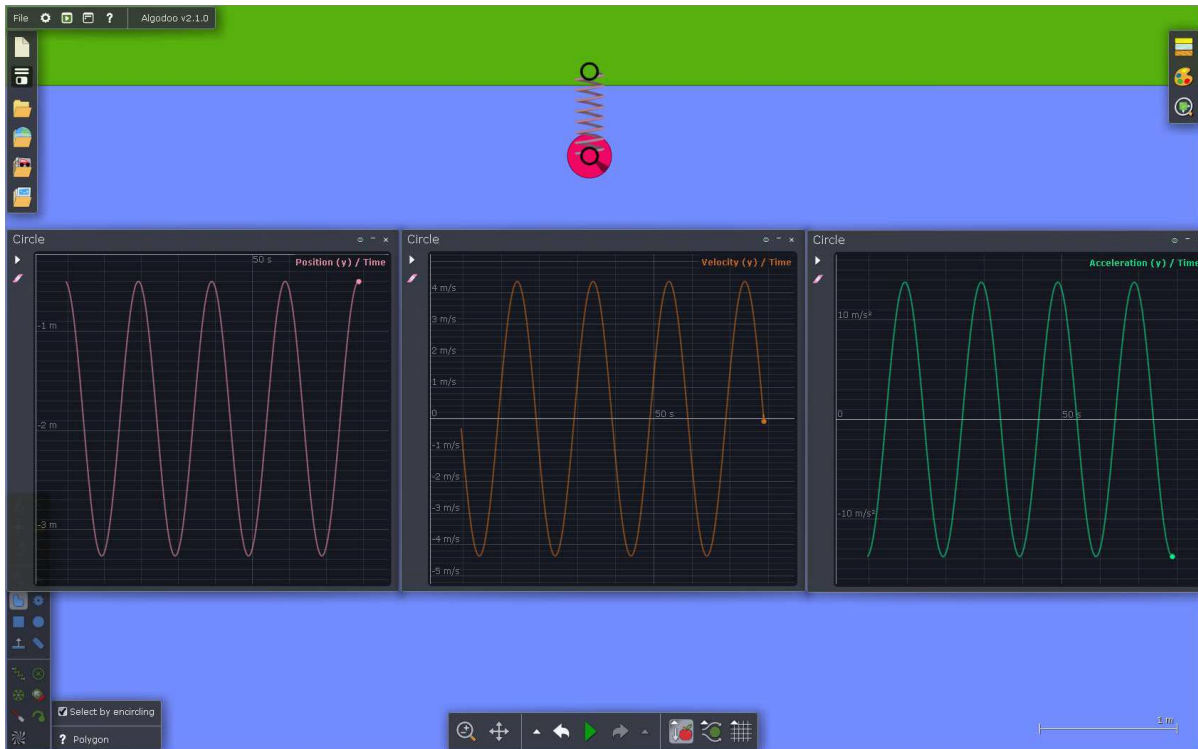 File ? Algodoo v2.1.0
Circle
50 s
Position (y) / Time
-1 m
-2 m
-3 m
Circle
Velocity (y) / Time
4 m/s
3 m/s
2 m/s
1 m/s
0
50 s
-1 m/s
-2 m/s
-3 m/s
-4 m/s
-5 m/s
Circle
Acceleration (y) / Time
10 m/s²
0
50 s
-10 m/s²
Select by encirding
? Polygon
1 m